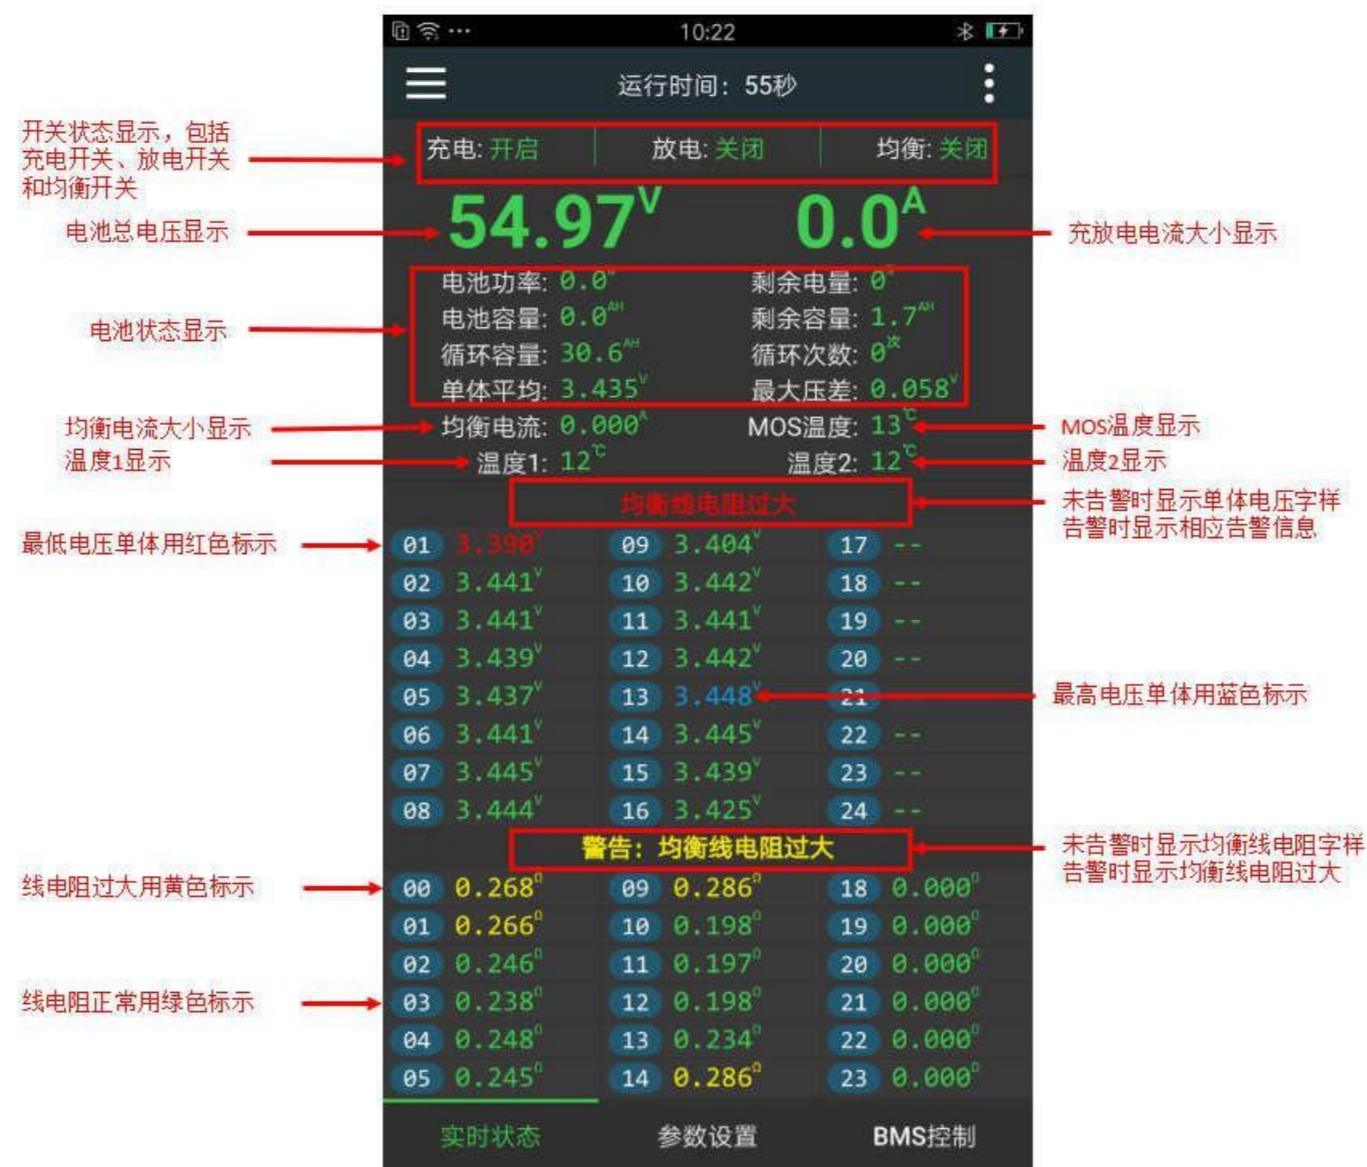 10:22
运行时间：55秒
开关状态显示，包括
充电开关、放电开关
和均衡开关
充电: 开启 放电: 关闭 均衡: 关闭
电池总电压显示
54.97V 0.0A
充放电电流大小显示
电池状态显示
电池功率: 0.0W 剩余电量: 0%
电池容量: 0.0AH 剩余容量: 1.7AH
循环容量: 30.6AH 循环次数: 0次
单体平均: 3.435V 最大压差: 0.058V
均衡电流大小显示
均衡电流: 0.000A MOS温度: 13℃
MOS温度显示
温度1显示
温度1: 12℃ 温度2: 12℃
温度2显示
均衡线电阻过大
未告警时显示单体电压字样
告警时显示相应告警信息
最低电压单体用红色标示
01 3.390V 09 3.404V 17 --
02 3.441V 10 3.442V 18 --
03 3.441V 11 3.441V 19 --
04 3.439V 12 3.442V 20 --
05 3.437V 13 3.448V 21
最高电压单体用蓝色标示
06 3.441V 14 3.445V 22 --
07 3.445V 15 3.439V 23 --
08 3.444V 16 3.425V 24 --
警告：均衡线电阻过大
未告警时显示均衡线电阻字样
告警时显示均衡线电阻过大
线电阻过大用黄色标示
00 0.268Ω 09 0.286Ω 18 0.000Ω
01 0.266Ω 10 0.198Ω 19 0.000Ω
02 0.246Ω 11 0.197Ω 20 0.000Ω
线电阻正常用绿色标示
03 0.238Ω 12 0.198Ω 21 0.000Ω
04 0.248Ω 13 0.234Ω 22 0.000Ω
05 0.245Ω 14 0.286Ω 23 0.000Ω
实时状态 参数设置 BMS控制